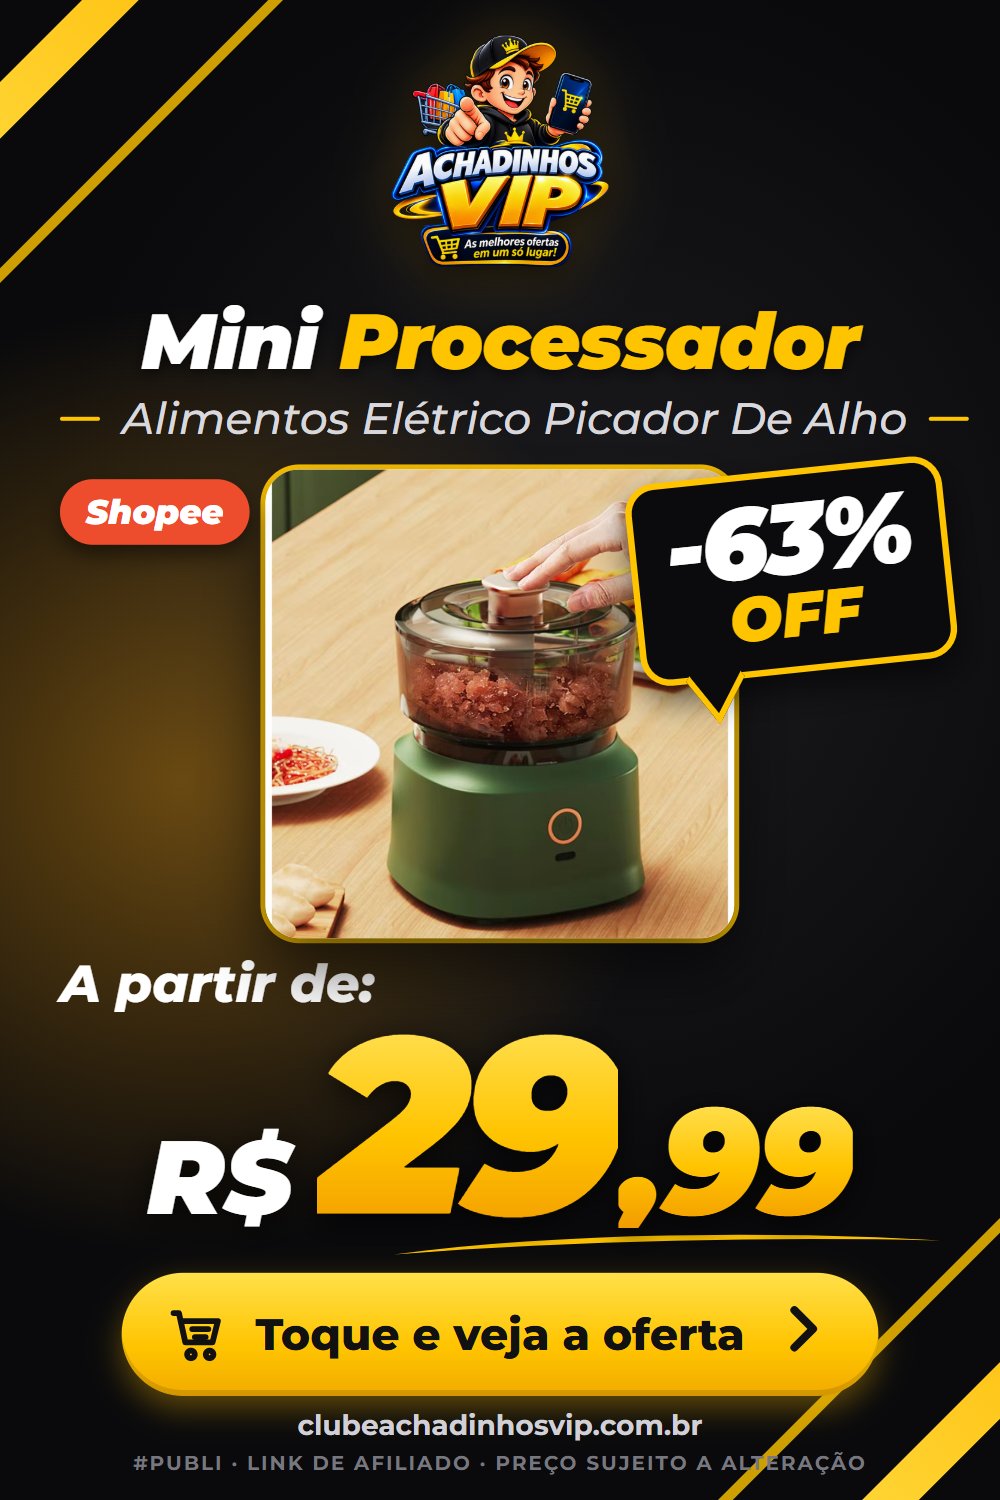 ACHADINHOS
VIP
As melhores ofertas
em um só lugar!
Mini Processador
Alimentos Elétrico Picador De Alho
Shopee
-63%
OFF
A partir de:
R$ 29,99
Toque e veja a oferta
clubeachadinhosvip.com.br
#PUBLI · LINK DE AFILIADO · PREÇO SUJEITO A ALTERAÇÃO